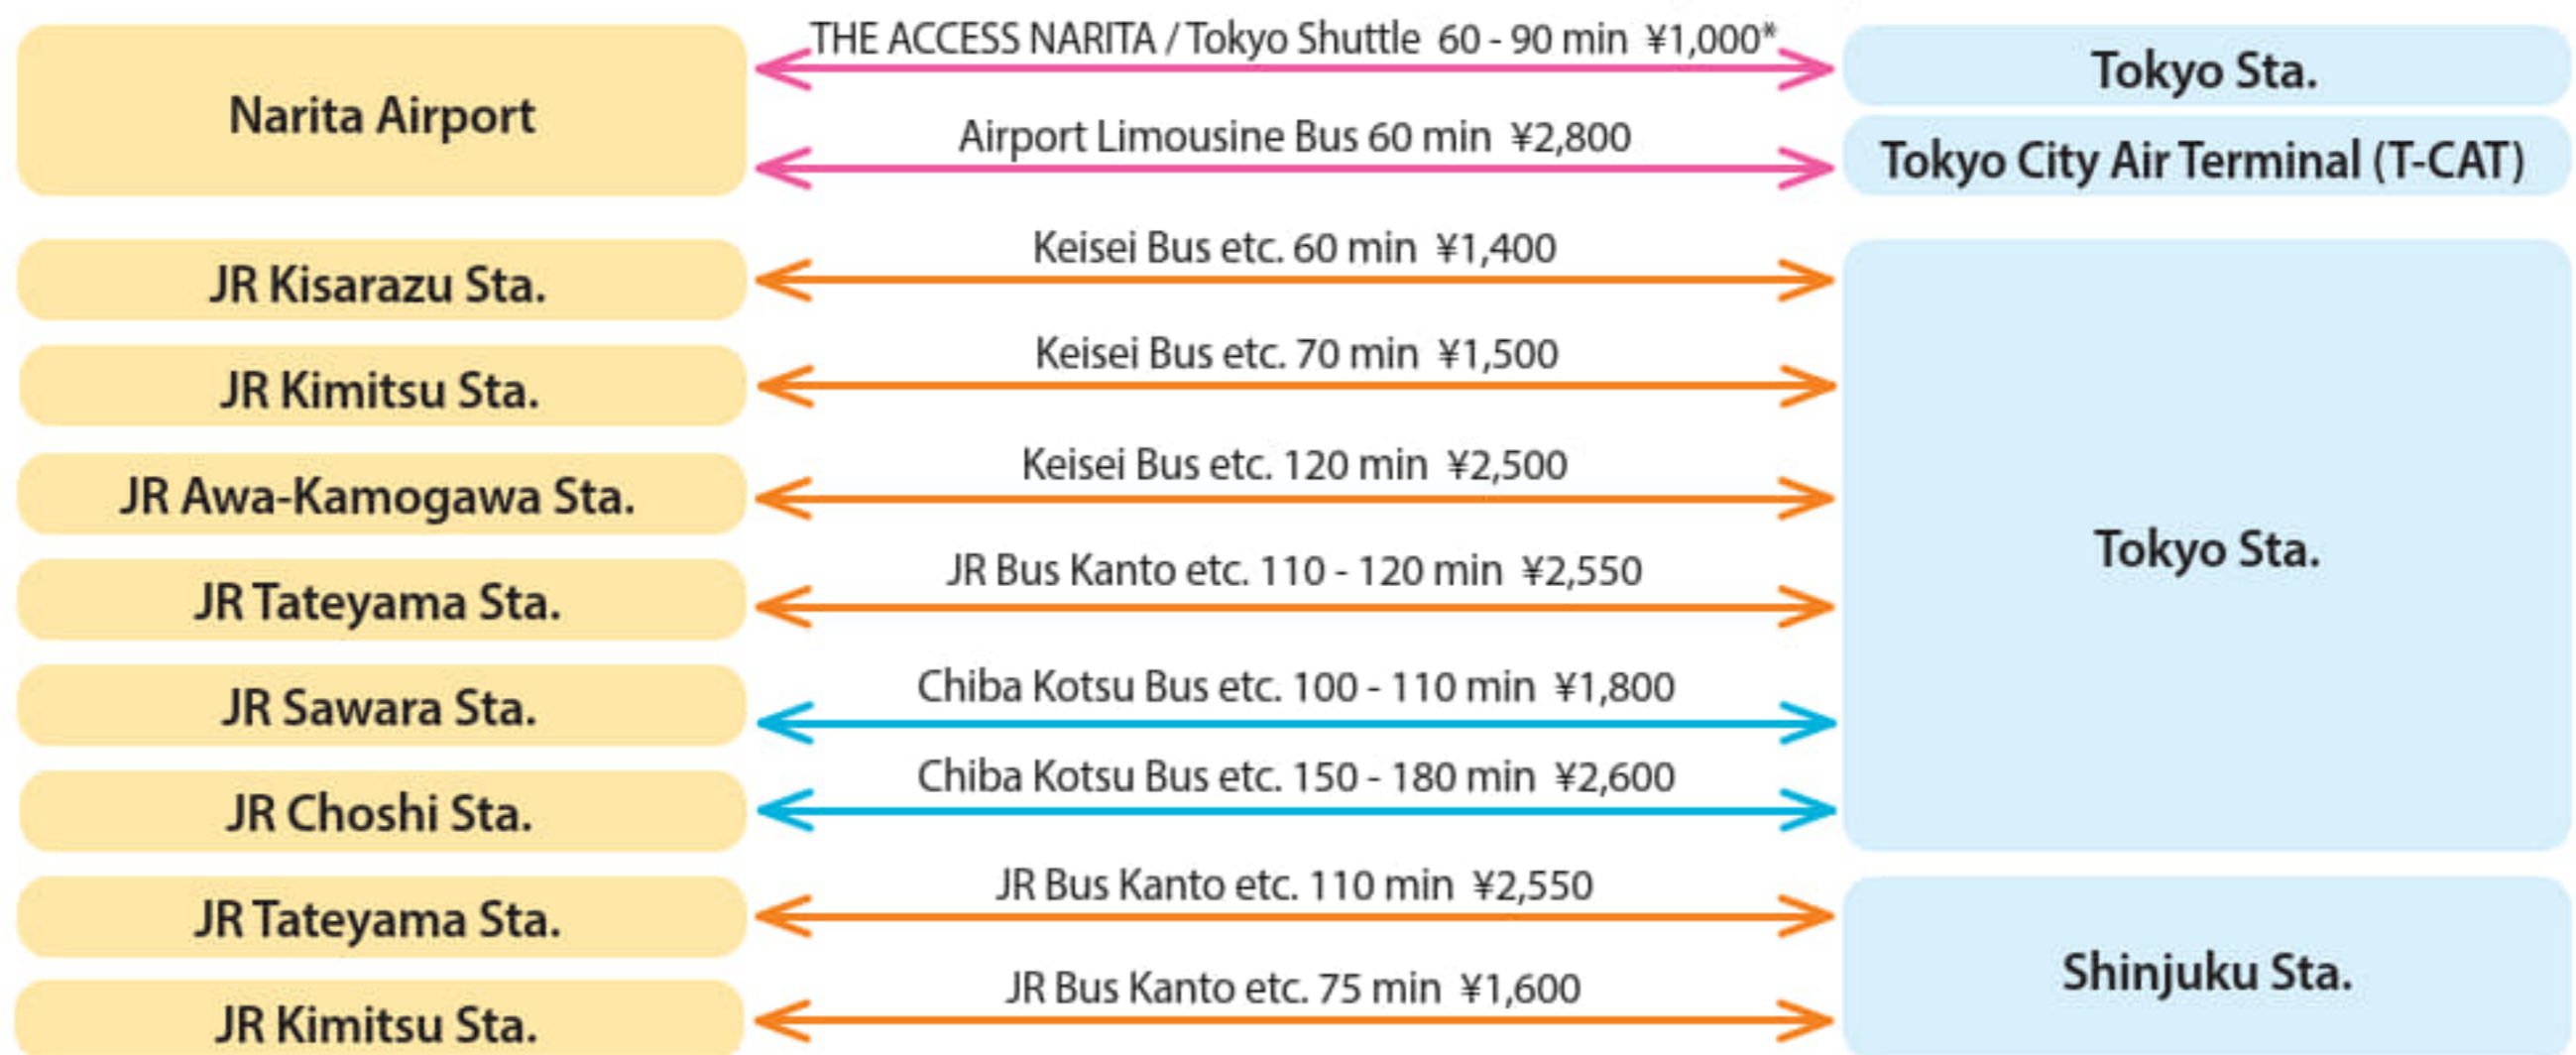 Narita Airport
THE ACCESS NARITA / Tokyo Shuttle 60 - 90 min ¥1,000*
Tokyo Sta.
Airport Limousine Bus 60 min ¥2,800
Tokyo City Air Terminal (T-CAT)
JR Kisarazu Sta.
Keisei Bus etc. 60 min ¥1,400
JR Kimitsu Sta.
Keisei Bus etc. 70 min ¥1,500
JR Awa-Kamogawa Sta.
Keisei Bus etc. 120 min ¥2,500
JR Tateyama Sta.
JR Bus Kanto etc. 110 - 120 min ¥2,550
JR Sawara Sta.
Chiba Kotsu Bus etc. 100 - 110 min ¥1,800
JR Choshi Sta.
Chiba Kotsu Bus etc. 150 - 180 min ¥2,600
Tokyo Sta.
JR Tateyama Sta.
JR Bus Kanto etc. 110 min ¥2,550
JR Kimitsu Sta.
JR Bus Kanto etc. 75 min ¥1,600
Shinjuku Sta.